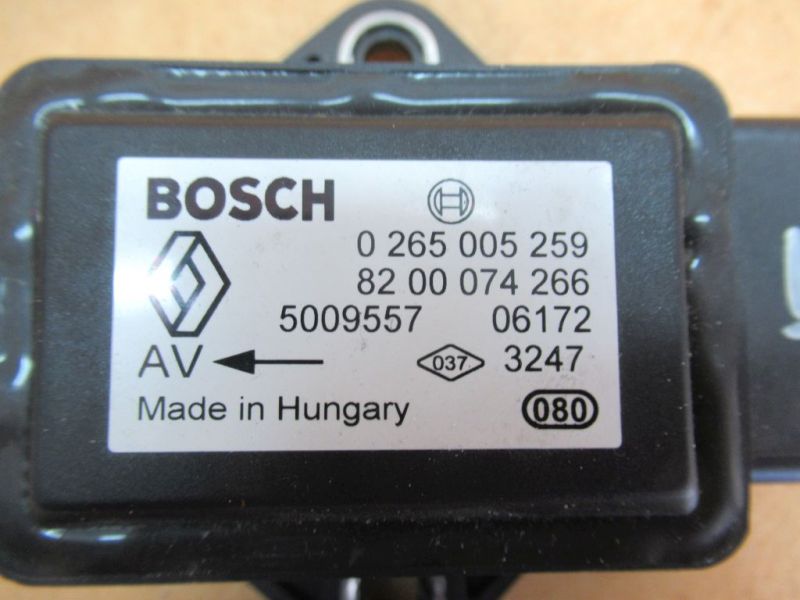 BOSCH
0 265 005 259
82 00 074 266
5009557 06172
AV 037 3247
Made in Hungary 080